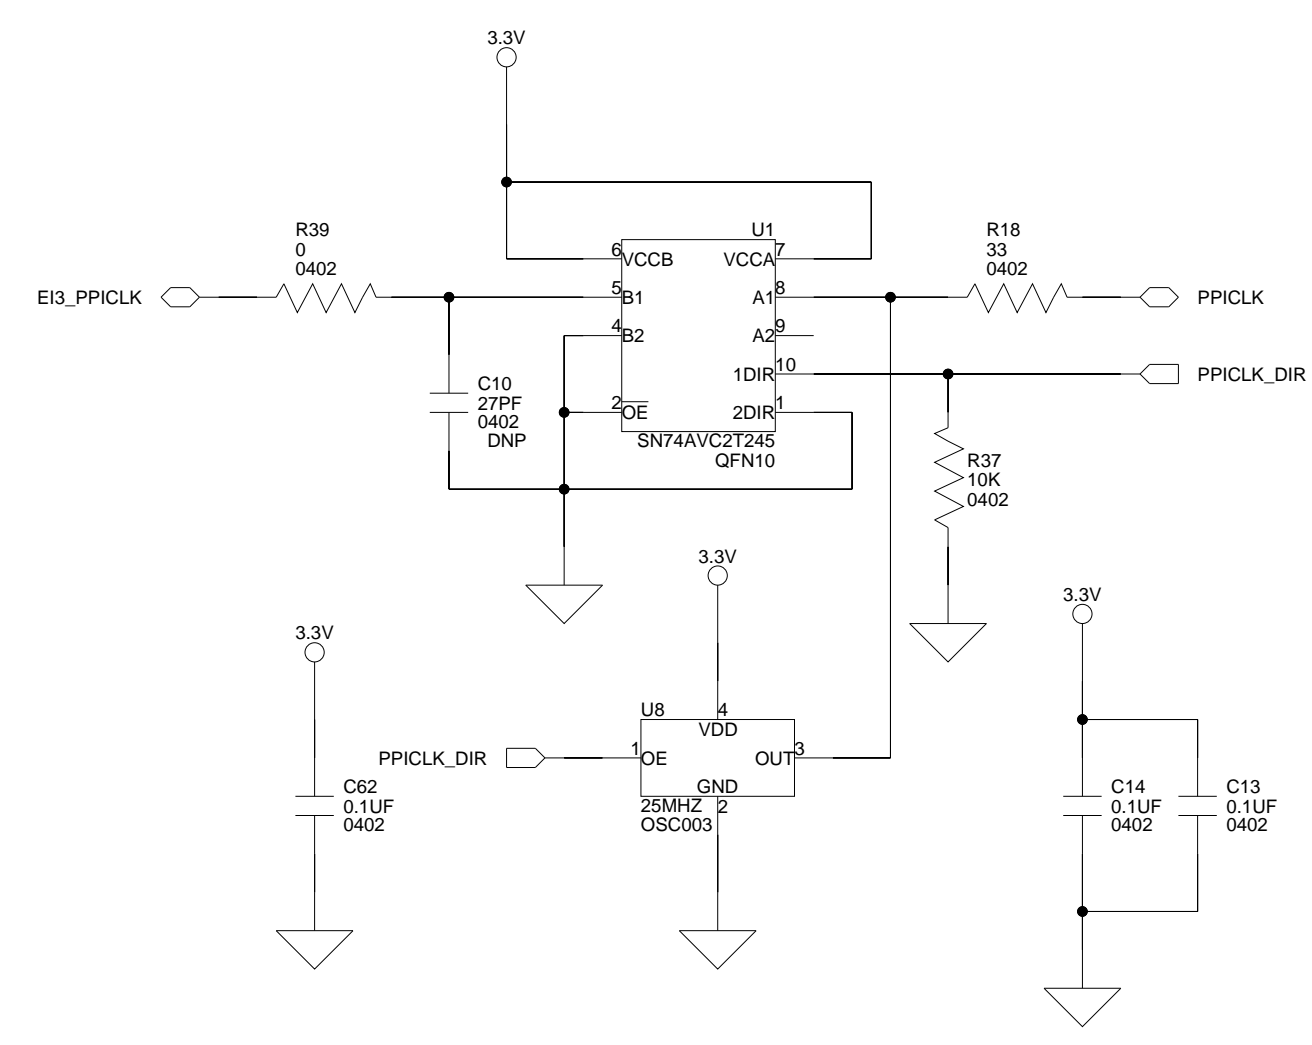 3.3V
R39
0
0402
EI3_PPICLK
C10
27PF
0402
DNP
U1
6 VCCB VCCA 7
5 B1 A1 8
4 B2 A2 9
1DIR 10
2 OE 2DIR 1
SN74AVC2T245
QFN10
R18
33
0402
PPICLK
PPICLK_DIR
R37
10K
0402
3.3V
U8
4
VDD
PPICLK_DIR
1 OE OUT 3
GND
2
25MHZ
OSC003
3.3V
C62
0.1UF
0402
3.3V
C14
0.1UF
0402
C13
0.1UF
0402